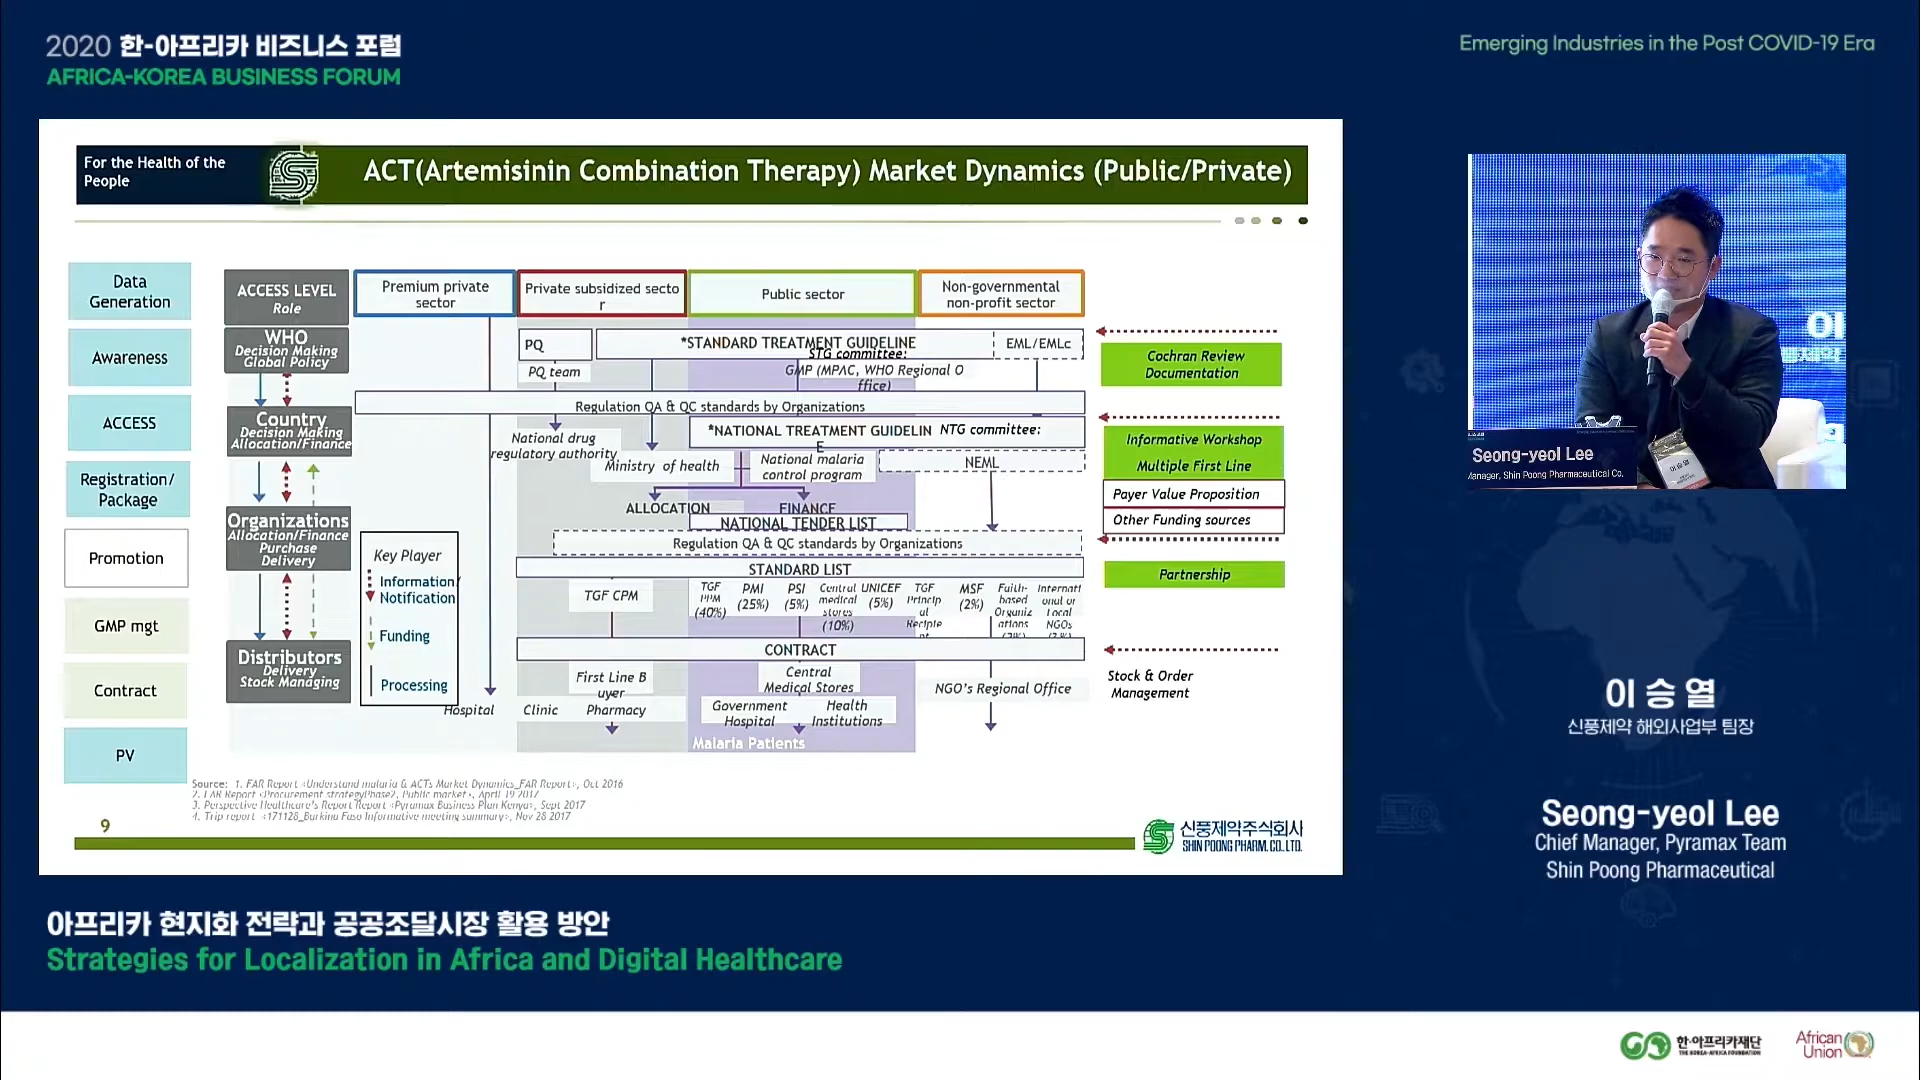 2020 한-아프리카 비즈니스 포럼
AFRICA-KOREA BUSINESS FORUM
Emerging Industries in the Post COVID-19 Era
For the Health of the
People
ACT(Artemisinin Combination Therapy) Market Dynamics (Public/Private)
Data
Generation
Awareness
ACCESS
Registration/
Package
Promotion
GMP mgt
Contract
PV
ACCESS LEVEL
Role
WHO
Decision Making
Global Policy
Country
Decision Making
Allocation/Finance
Organizations
Allocation/Finance
Purchase
Delivery
Distributors
Delivery
Stock Managing
Key Player
Information/
Notification
Funding
Processing
Premium private
sector
Private subsidized secto
r
Public sector
Non-governmental
non-profit sector
PQ
PQ team
*STANDARD TREATMENT GUIDELINE
STG committee:
GMP (MPAC, WHO Regional O
ffice)
EML/EMLc
Regulation QA & QC standards by Organizations
National drug
regulatory authority
*NATIONAL TREATMENT GUIDELIN
E
NTG committee:
Ministry of health
National malaria
control program
NEML
ALLOCATION
FINANCE
NATIONAL TENDER LIST
Regulation QA & QC standards by Organizations
STANDARD LIST
TGF CPM
TGF
PPM
(40%)
PMI
(25%)
PSI
(5%)
Central
medical
stores
(10%)
UNICEF
(5%)
TGF
Princip
al
Recipie
nt
MSF
(2%)
Faith-
based
Organiz
ations
Internati
onal or
Local
NGOs
CONTRACT
First Line B
uyer
Central
Medical Stores
NGO's Regional Office
Hospital
Clinic
Pharmacy
Government
Hospital
Health
Institutions
Malaria Patients
Cochran Review
Documentation
Informative Workshop
Multiple First Line
Payer Value Proposition
Other Funding sources
Partnership
Stock & Order
Management
Source: 1. FAR Report <Understand malaria & ACTs Market Dynamics_FAR Report>, Oct 2016
2. FAR Report <Procurement strategyPhase2, Public market>, April 19 2017
3. Perspective Healthcare's Report Report <Pyramax Business Plan Kenya>, Sept 2017
4. Trip report <171128_Burkina Faso Informative meeting summary>, Nov 28 2017
9
신풍제약주식회사
SHIN POONG PHARM. CO. LTD.
Seong-yeol Lee
Manager, Shin Poong Pharmaceutical Co.
이승열
이 승 열
신풍제약 해외사업부 팀장
Seong-yeol Lee
Chief Manager, Pyramax Team
Shin Poong Pharmaceutical
아프리카 현지화 전략과 공공조달시장 활용 방안
Strategies for Localization in Africa and Digital Healthcare
한·아프리카재단
THE KOREA-AFRICA FOUNDATION
African
Union